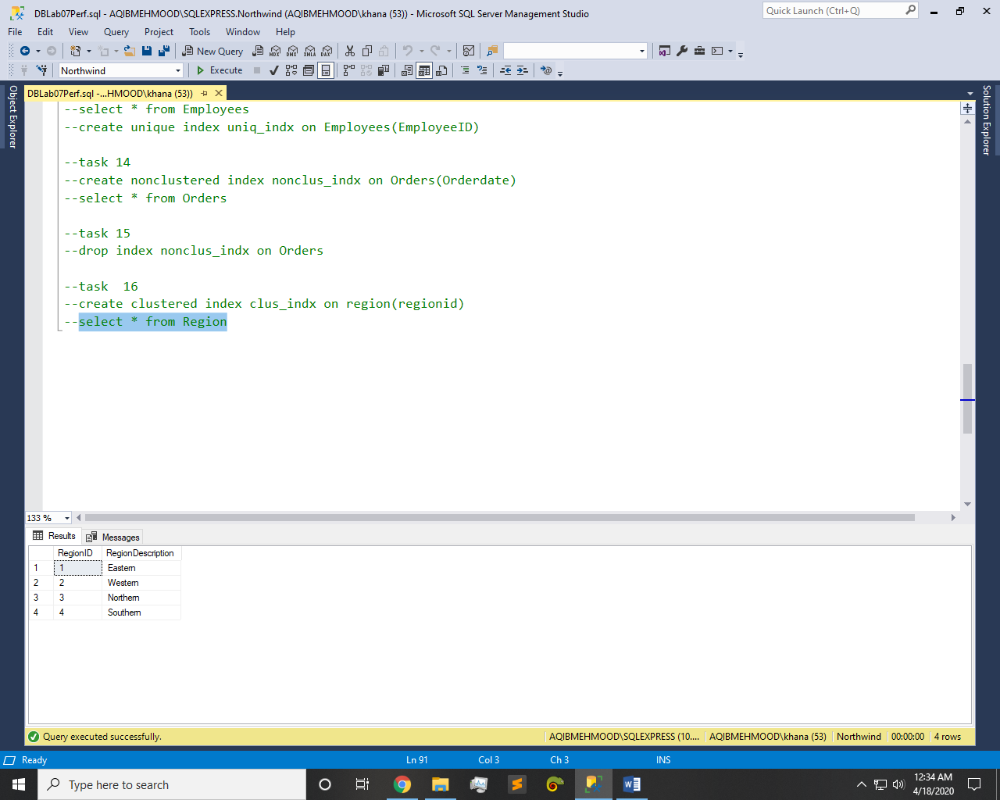 DBLab07Perf.sql - AQIBMEHMOOD\SQLEXPRESS.Northwind (AQIBMEHMOOD\khana (53)) - Microsoft SQL Server Management Studio
Quick Launch (Ctrl+Q)
File Edit View Query Project Tools Window Help
New Query MDX DMX XMLA DAX
Northwind Execute
Object Explorer
DBLab07Perf.sql -...HMOOD\khana (53))
Solution Explorer
--select * from Employees
--create unique index uniq_indx on Employees(EmployeeID)
--task 14
--create nonclustered index nonclus_indx on Orders(Orderdate)
--select * from Orders
--task 15
--drop index nonclus_indx on Orders
--task  16
--create clustered index clus_indx on region(regionid)
--select * from Region
133 %
Results Messages
RegionID RegionDescription
1 1 Eastern
2 2 Western
3 3 Northern
4 4 Southern
Query executed successfully. AQIBMEHMOOD\SQLEXPRESS (10.... AQIBMEHMOOD\khana (53) Northwind 00:00:00 4 rows
Ready Ln 91 Col 3 Ch 3 INS
Type here to search
12:34 AM
4/18/2020